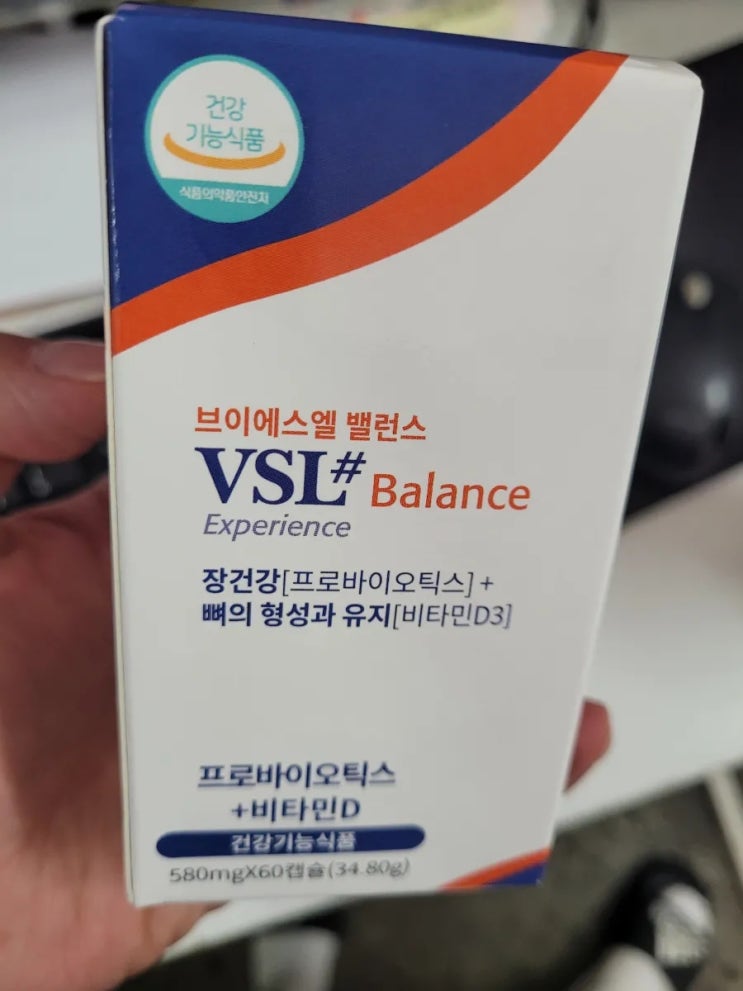 건강
기능식품
식품의약품안전처
브이에스엘 밸런스
VSL# Balance
Experience
장건강[프로바이오틱스] +
뼈의 형성과 유지[비타민D3]
프로바이오틱스
+비타민D
건강기능식품
580mgX60캡슐(34.80g)